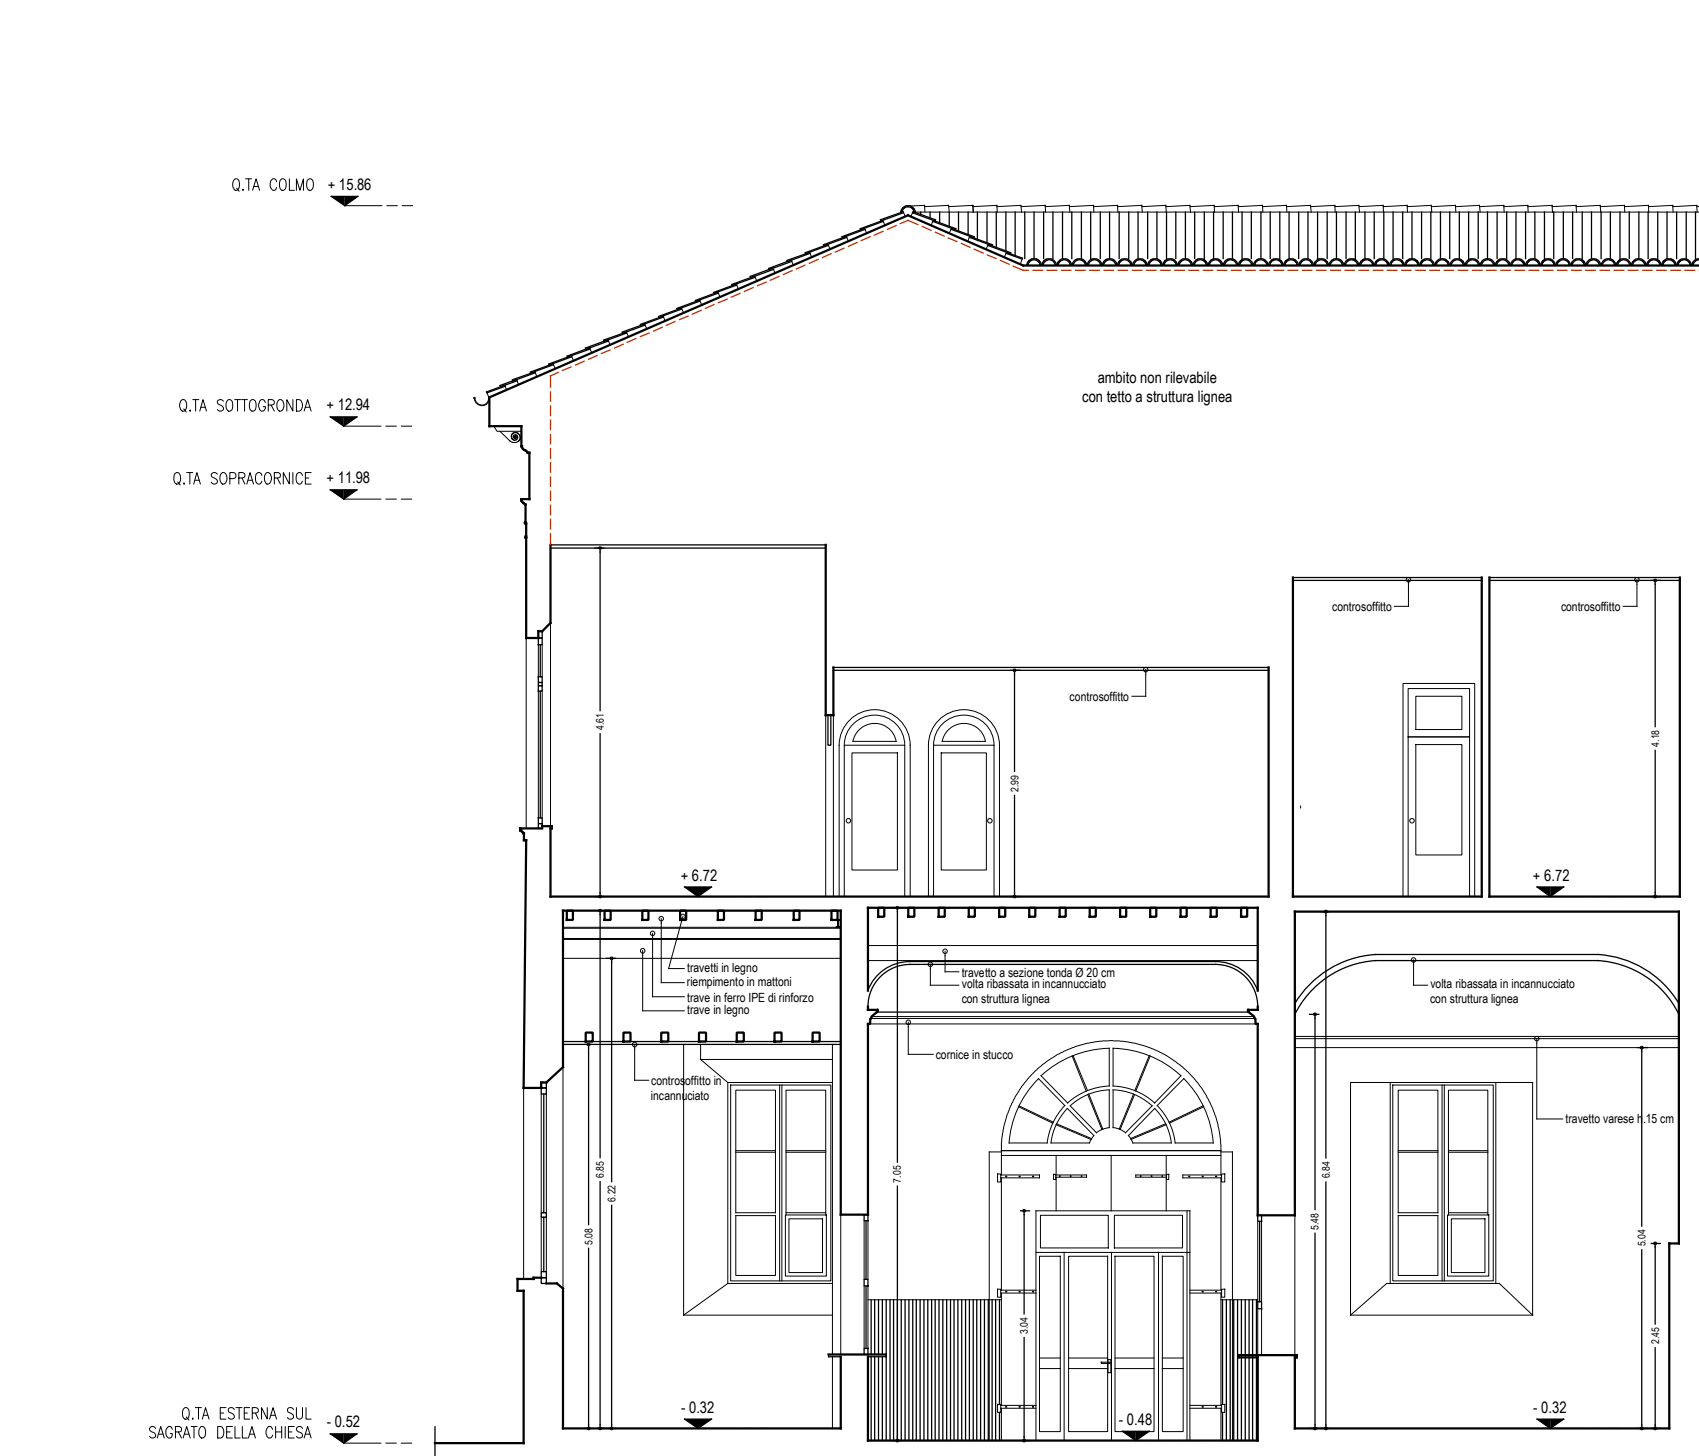 Q.TA COLMO + 15.86
ambito non rilevabile
con tetto a struttura lignea
Q.TA SOTTOGRONDA + 12.94
Q.TA SOPRACORNICE + 11.98
controsoffitto
controsoffitto
controsoffitto
4.61
2.99
4.18
+ 6.72
+ 6.72
travetti in legno
riempimento in mattoni
trave in ferro IPE di rinforzo
trave in legno
travetto a sezione tonda Ø 20 cm
volta ribassata in incannucciato
con struttura lignea
volta ribassata in incannucciato
con struttura lignea
cornice in stucco
controsoffitto in
incannuciato
travetto varese h.15 cm
5.08
6.85
6.22
7.05
3.04
5.48
6.84
5.04
2.45
- 0.32
- 0.48
- 0.32
Q.TA ESTERNA SUL
SAGRATO DELLA CHIESA - 0.52